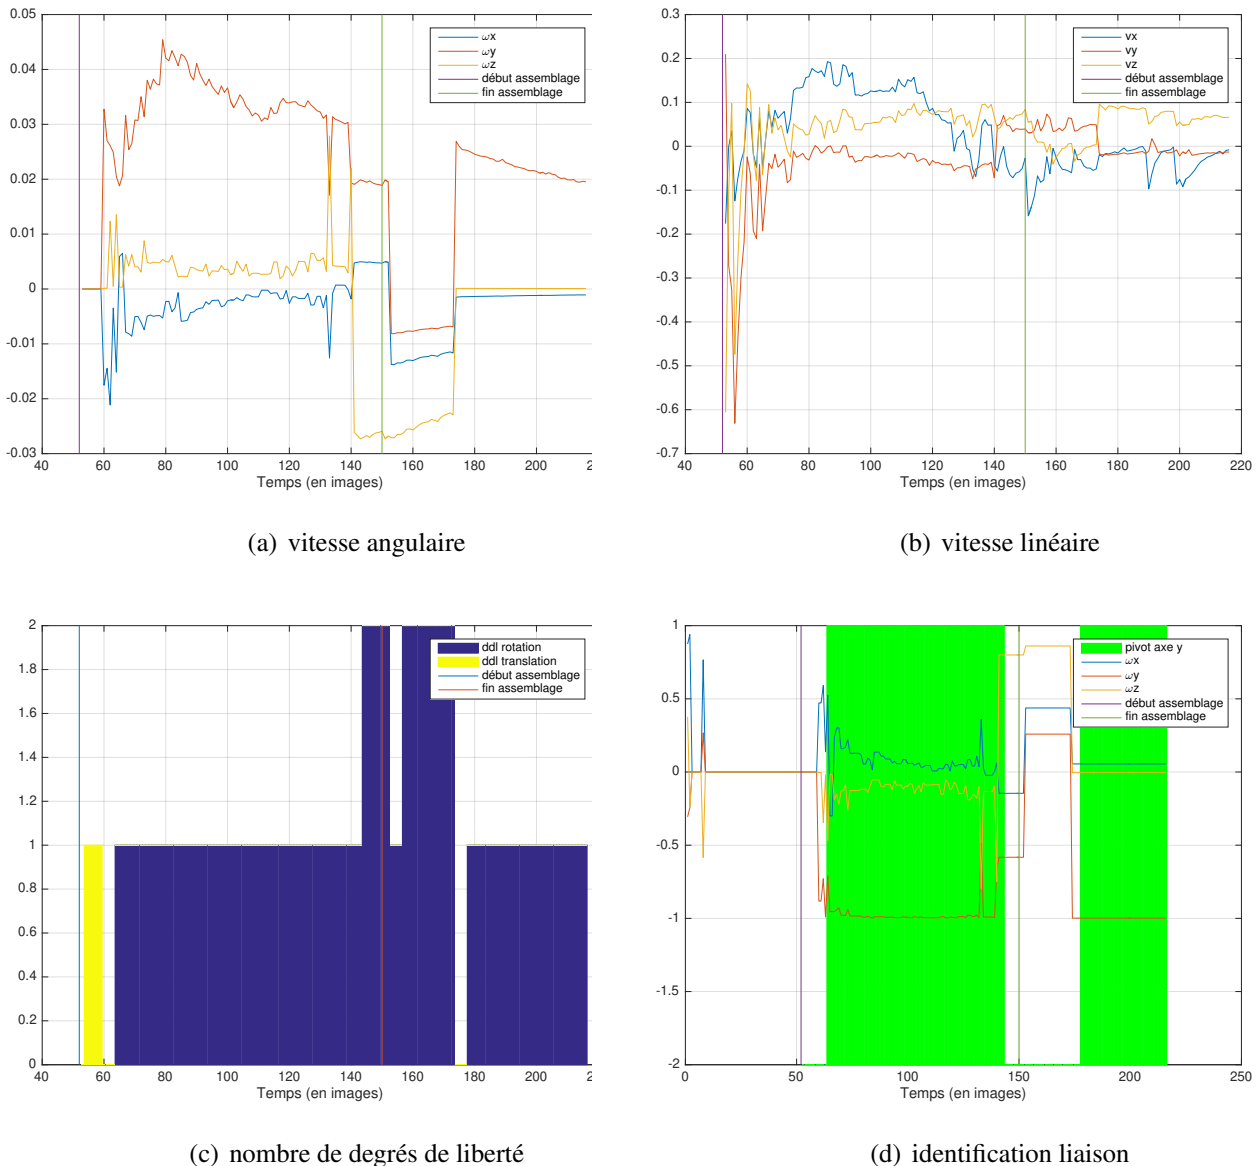 0.05
0.04
0.03
0.02
0.01
0
-0.01
-0.02
-0.03
40 60 80 100 120 140 160 180 200 2
Temps (en images)
ωx
ωy
ωz
début assemblage
fin assemblage
(a) vitesse angulaire
0.3
0.2
0.1
0
-0.1
-0.2
-0.3
-0.4
-0.5
-0.6
-0.7
40 60 80 100 120 140 160 180 200 220
Temps (en images)
vx
vy
vz
début assemblage
fin assemblage
(b) vitesse linéaire
2
1.8
1.6
1.4
1.2
1
0.8
0.6
0.4
0.2
0
40 60 80 100 120 140 160 180 200 2
Temps (en images)
ddl rotation
ddl translation
début assemblage
fin assemblage
(c) nombre de degrés de liberté
1
0.5
0
-0.5
-1
-1.5
-2
0 50 100 150 200 250
Temps (en images)
pivot axe y
ωx
ωy
ωz
début assemblage
fin assemblage
(d) identification liaison